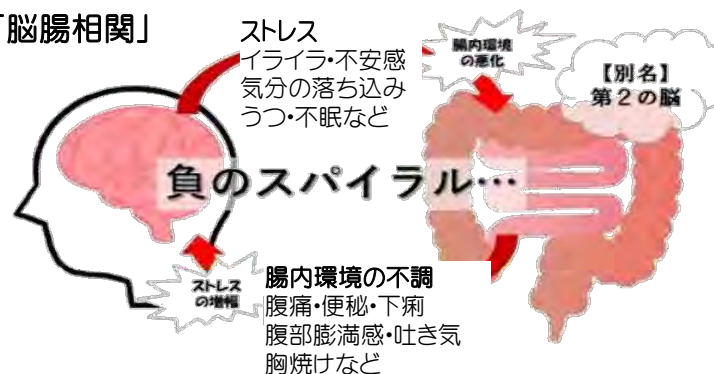 「脳腸相関」
ストレス
イライラ・不安感
気分の落ち込み
うつ・不眠など
腸内環境
の悪化
【別名】
第2の脳
負のスパイラル…
ストレス
の増幅
腸内環境の不調
腹痛・便秘・下痢
腹部膨満感・吐き気
胸焼けなど